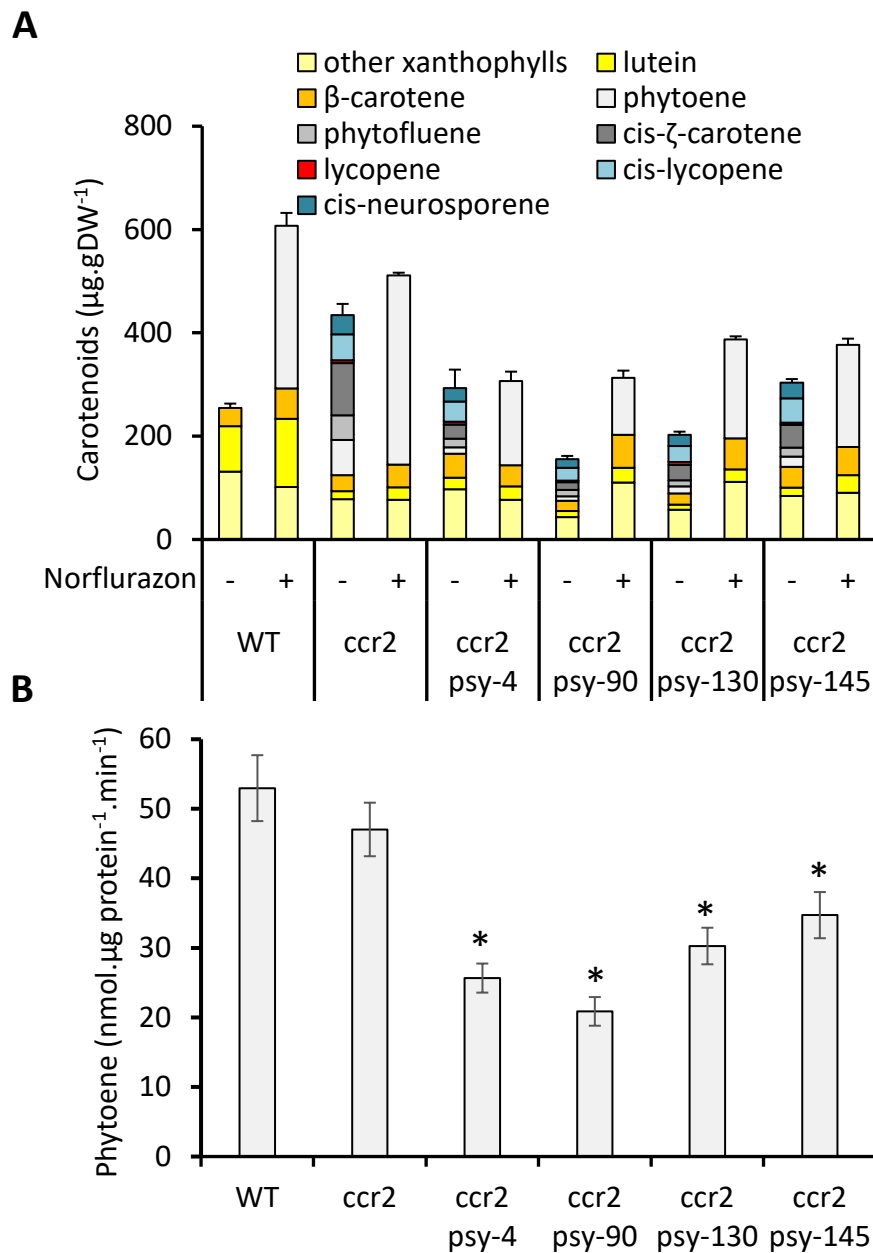 A
other xanthophylls
lutein
β-carotene
phytoene
phytofluene
cis-ζ-carotene
lycopene
cis-lycopene
cis-neurosporene
Carotenoids (µg.gDW⁻¹)
800
600
400
200
0
Norflurazon - + - + - + - + - + - +
WT ccr2 ccr2 ccr2 ccr2 ccr2
psy-4 psy-90 psy-130 psy-145
B
Phytoene (nmol.µg protein⁻¹.min⁻¹)
60
50
40
30
20
10
0
* * * *
WT ccr2 ccr2 ccr2 ccr2 ccr2
psy-4 psy-90 psy-130 psy-145